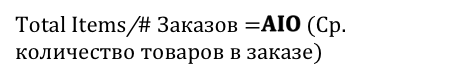 Total Items/# Заказов =AIO (Ср.
количество товаров в заказе)